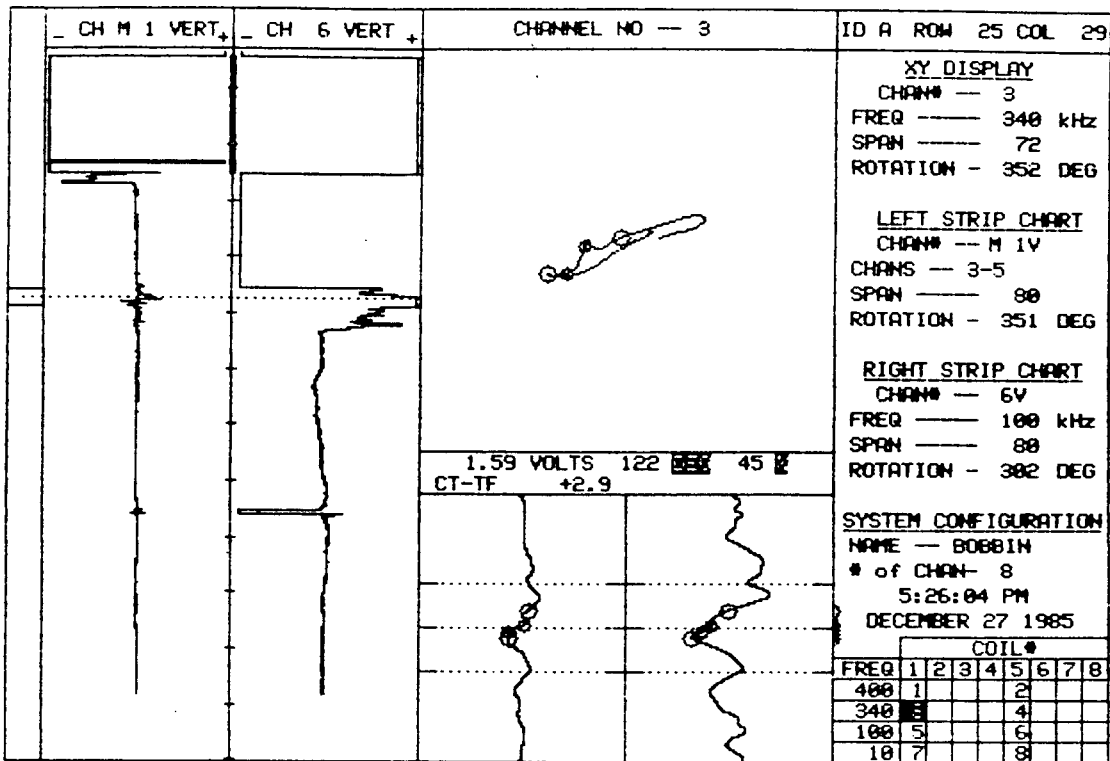 _ CH M 1 VERT +
_ CH 6 VERT +
CHANNEL NO -- 3
ID A ROW 25 COL 29
XY DISPLAY
CHAN# -- 3
FREQ ----- 340 kHz
SPAN ----- 72
ROTATION - 352 DEG
LEFT STRIP CHART
CHAN# -- M 1V
CHANS -- 3-5
SPAN ----- 80
ROTATION - 351 DEG
RIGHT STRIP CHART
CHAN# -- 6V
FREQ ----- 100 kHz
SPAN ----- 80
ROTATION - 302 DEG
1.59 VOLTS 122 DEG 45
CT-TF +2.9
SYSTEM CONFIGURATION
NAME -- BOBBIN
# of CHAN- 8
5:26:04 PM
DECEMBER 27 1985
COIL#
FREQ 1 2 3 4 5 6 7 8
400 1 2
340 3 4
100 5 6
10 7 8